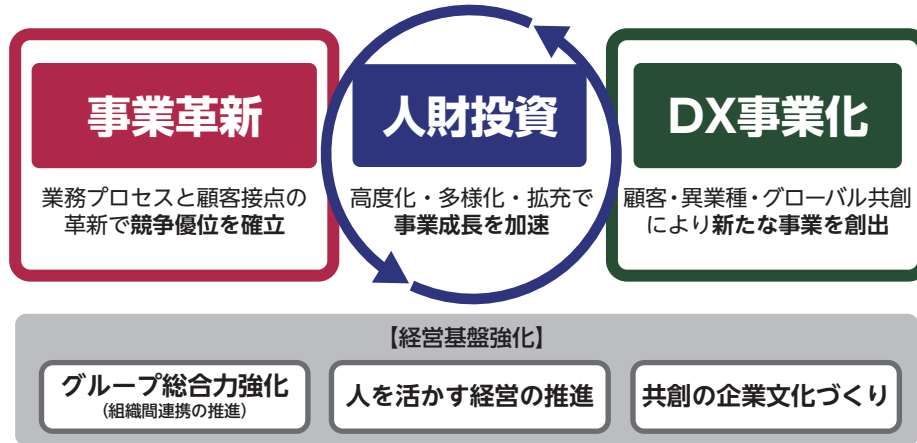 事業革新
業務プロセスと顧客接点の
革新で競争優位を確立
人財投資
高度化・多様化・拡充で
事業成長を加速
DX事業化
顧客・異業種・グローバル共創
により新たな事業を創出
【経営基盤強化】
グループ総合力強化
(組織間連携の推進)
人を活かす経営の推進
共創の企業文化づくり